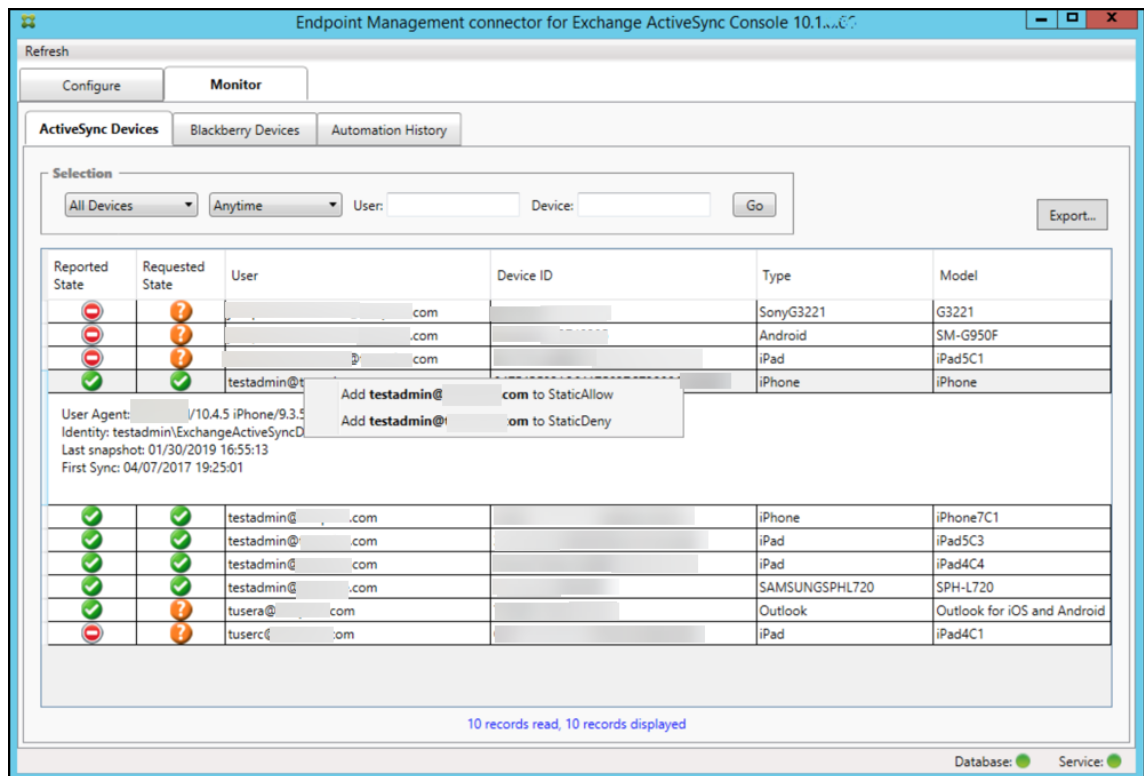 Endpoint Management connector for Exchange ActiveSync Console 10.1...
Refresh
Configure Monitor
ActiveSync Devices Blackberry Devices Automation History
Selection
All Devices Anytime User: Device: Go
Export...
Reported State Requested State User Device ID Type Model
com SonyG3221 G3221
.com Android SM-G950F
com iPad iPad5C1
testadmin@ iPhone iPhone
Add testadmin@ com to StaticAllow
Add testadmin@ com to StaticDeny
User Agent: /10.4.5 iPhone/9.3.5
Identity: testadmin\ExchangeActiveSyncD
Last snapshot: 01/30/2019 16:55:13
First Sync: 04/07/2017 19:25:01
testadmin@ .com iPhone iPhone7C1
testadmin@ .com iPad iPad5C3
testadmin@ .com iPad iPad4C4
testadmin@ .com SAMSUNGSPHL720 SPH-L720
tusera@ com Outlook Outlook for iOS and Android
tuserc@ com iPad iPad4C1
10 records read, 10 records displayed
Database: Service: